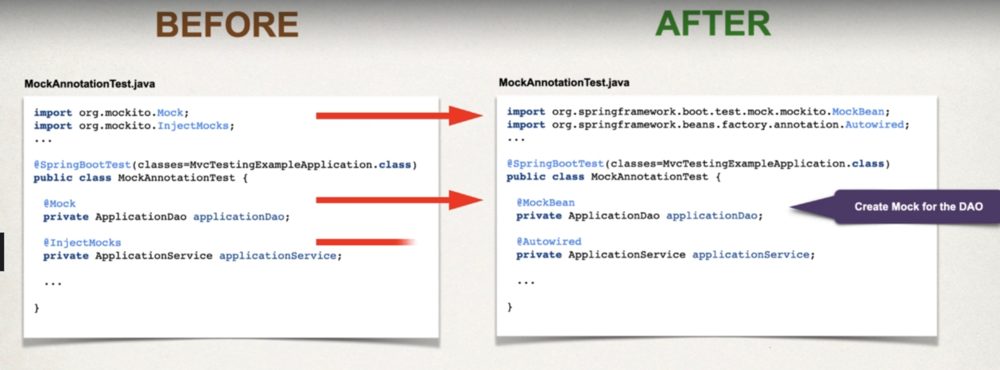 BEFORE
AFTER
MockAnnotationTest.java
import org.mockito.Mock;
import org.mockito.InjectMocks;
...
@SpringBootTest(classes=MvcTestingExampleApplication.class)
public class MockAnnotationTest {
@Mock
private ApplicationDao applicationDao;
@InjectMocks
private ApplicationService applicationService;
...
}
MockAnnotationTest.java
import org.springframework.boot.test.mock.mockito.MockBean;
import org.springframework.beans.factory.annotation.Autowired;
...
@SpringBootTest(classes=MvcTestingExampleApplication.class)
public class MockAnnotationTest {
@MockBean
private ApplicationDao applicationDao;
@Autowired
private ApplicationService applicationService;
...
}
Create Mock for the DAO